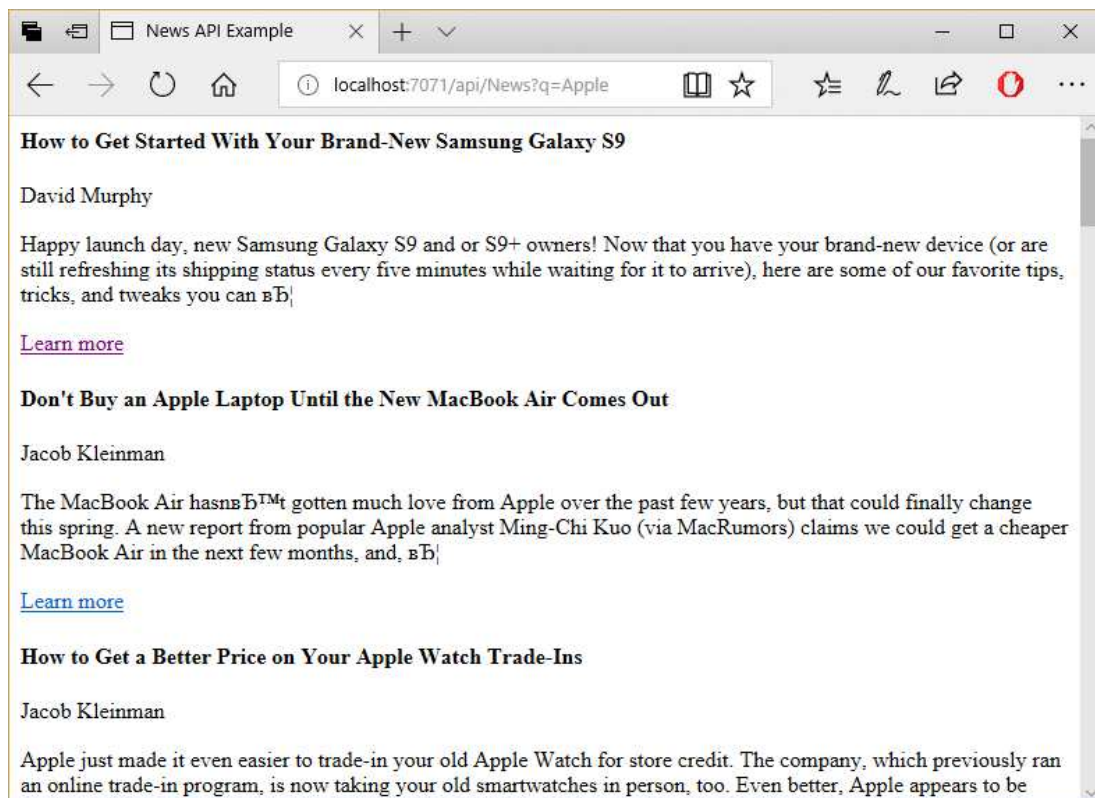 News API Example
localhost:7071/api/News?q=Apple
How to Get Started With Your Brand-New Samsung Galaxy S9
David Murphy
Happy launch day, new Samsung Galaxy S9 and or S9+ owners! Now that you have your brand-new device (or are
still refreshing its shipping status every five minutes while waiting for it to arrive), here are some of our favorite tips,
tricks, and tweaks you can вЂ¦
Learn more
Don't Buy an Apple Laptop Until the New MacBook Air Comes Out
Jacob Kleinman
The MacBook Air hasnвЂ™t gotten much love from Apple over the past few years, but that could finally change
this spring. A new report from popular Apple analyst Ming-Chi Kuo (via MacRumors) claims we could get a cheaper
MacBook Air in the next few months, and, вЂ¦
Learn more
How to Get a Better Price on Your Apple Watch Trade-Ins
Jacob Kleinman
Apple just made it even easier to trade-in your old Apple Watch for store credit. The company, which previously ran
an online trade-in program, is now taking your old smartwatches in person, too. Even better, Apple appears to be